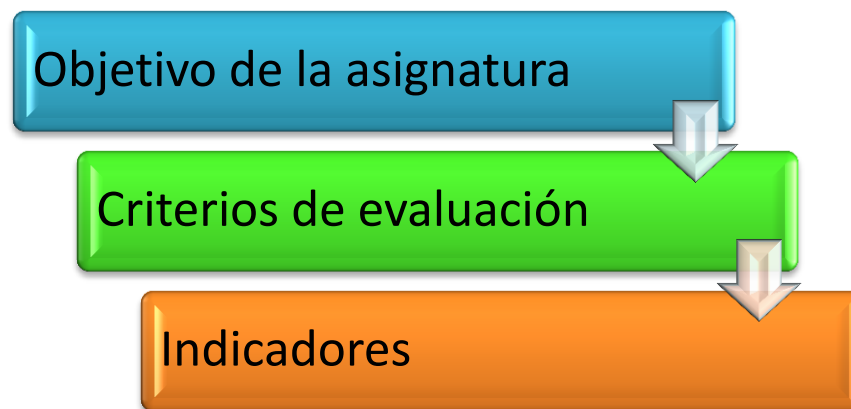 Objetivo de la asignatura
Criterios de evaluación
Indicadores